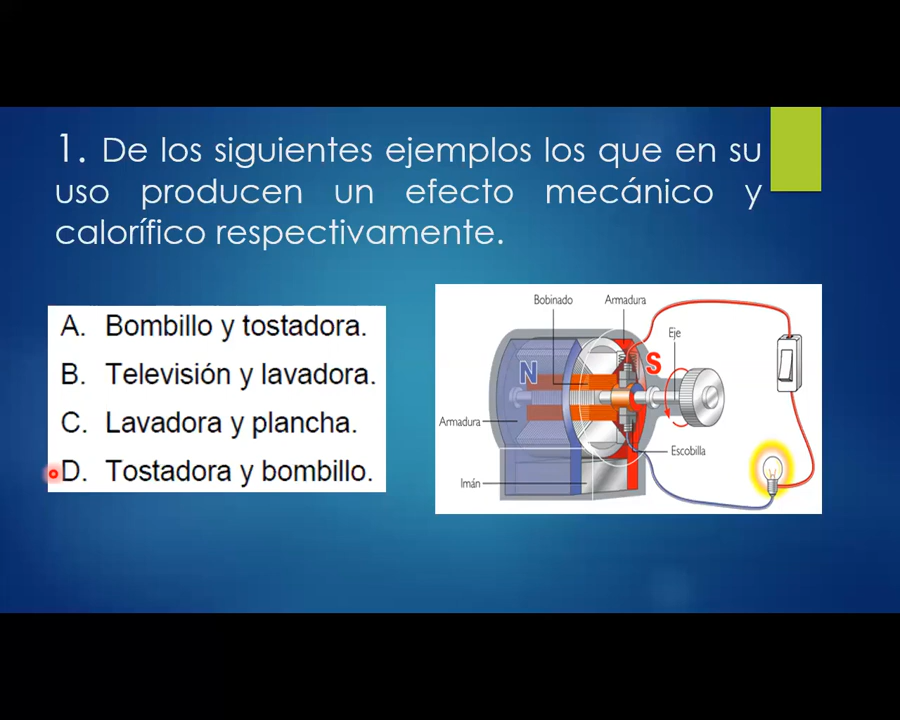 1. De los siguientes ejemplos los que en su
uso producen un efecto mecánico y
calorífico respectivamente.
A. Bombillo y tostadora.
B. Televisión y lavadora.
C. Lavadora y plancha.
D. Tostadora y bombillo.
Bobinado
Armadura
Eje
N
S
Armadura
Escobilla
Imán